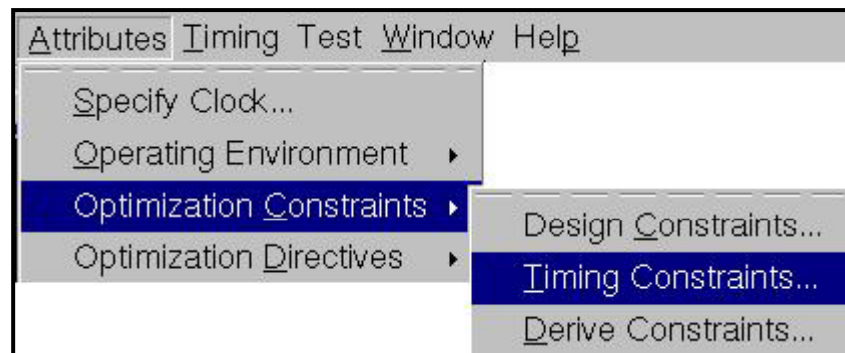 Attributes Timing Test Window Help
Specify Clock...
Operating Environment
Optimization Constraints
Optimization Directives
Design Constraints...
Timing Constraints...
Derive Constraints...